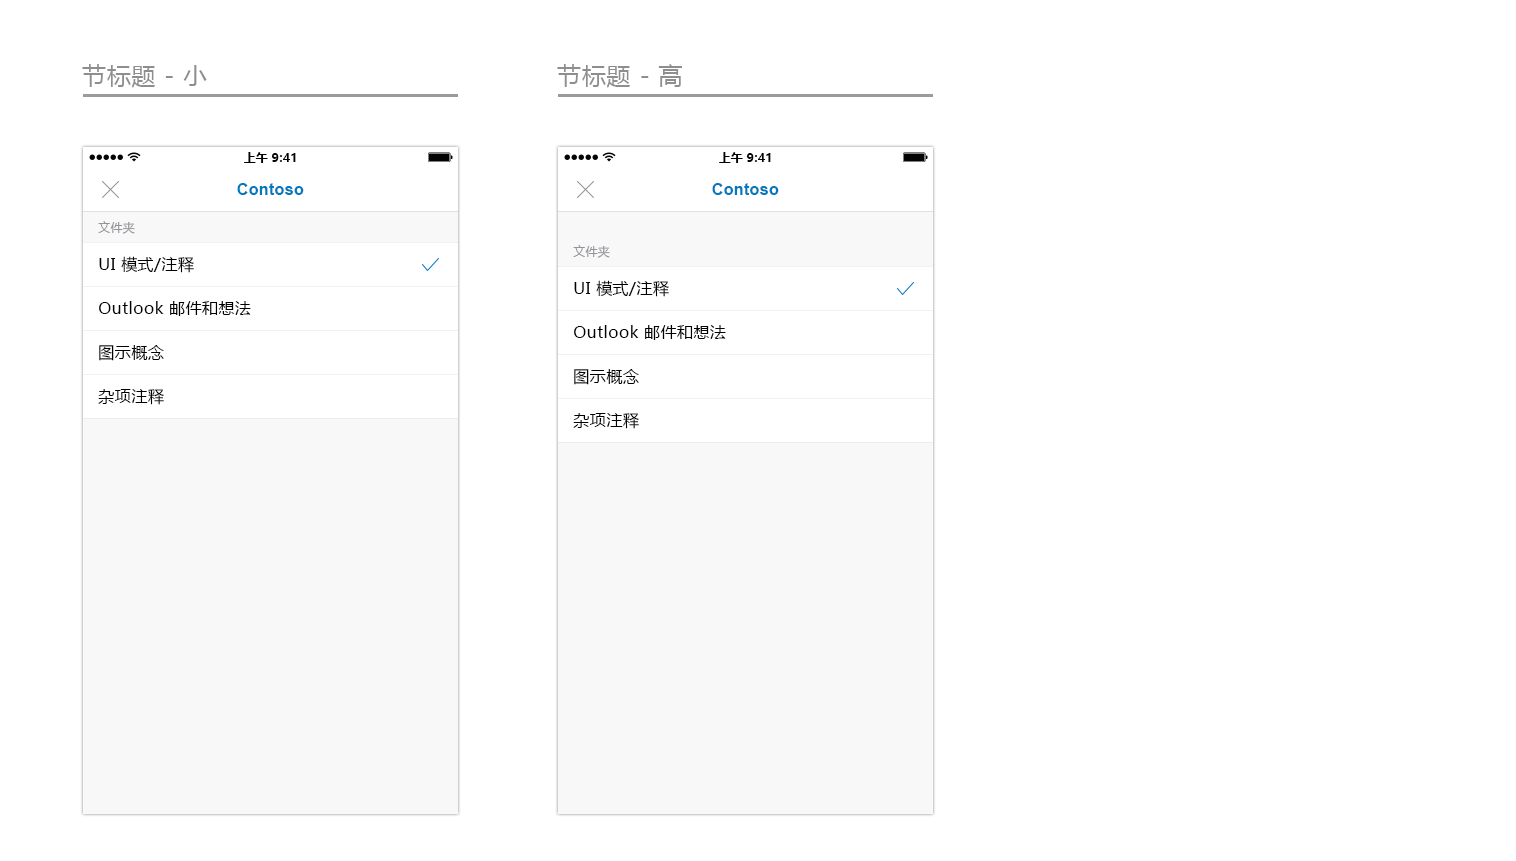 节标题 - 小
上午 9:41
Contoso
文件夹
UI 模式/注释
Outlook 邮件和想法
图示概念
杂项注释
节标题 - 高
上午 9:41
Contoso
文件夹
UI 模式/注释
Outlook 邮件和想法
图示概念
杂项注释